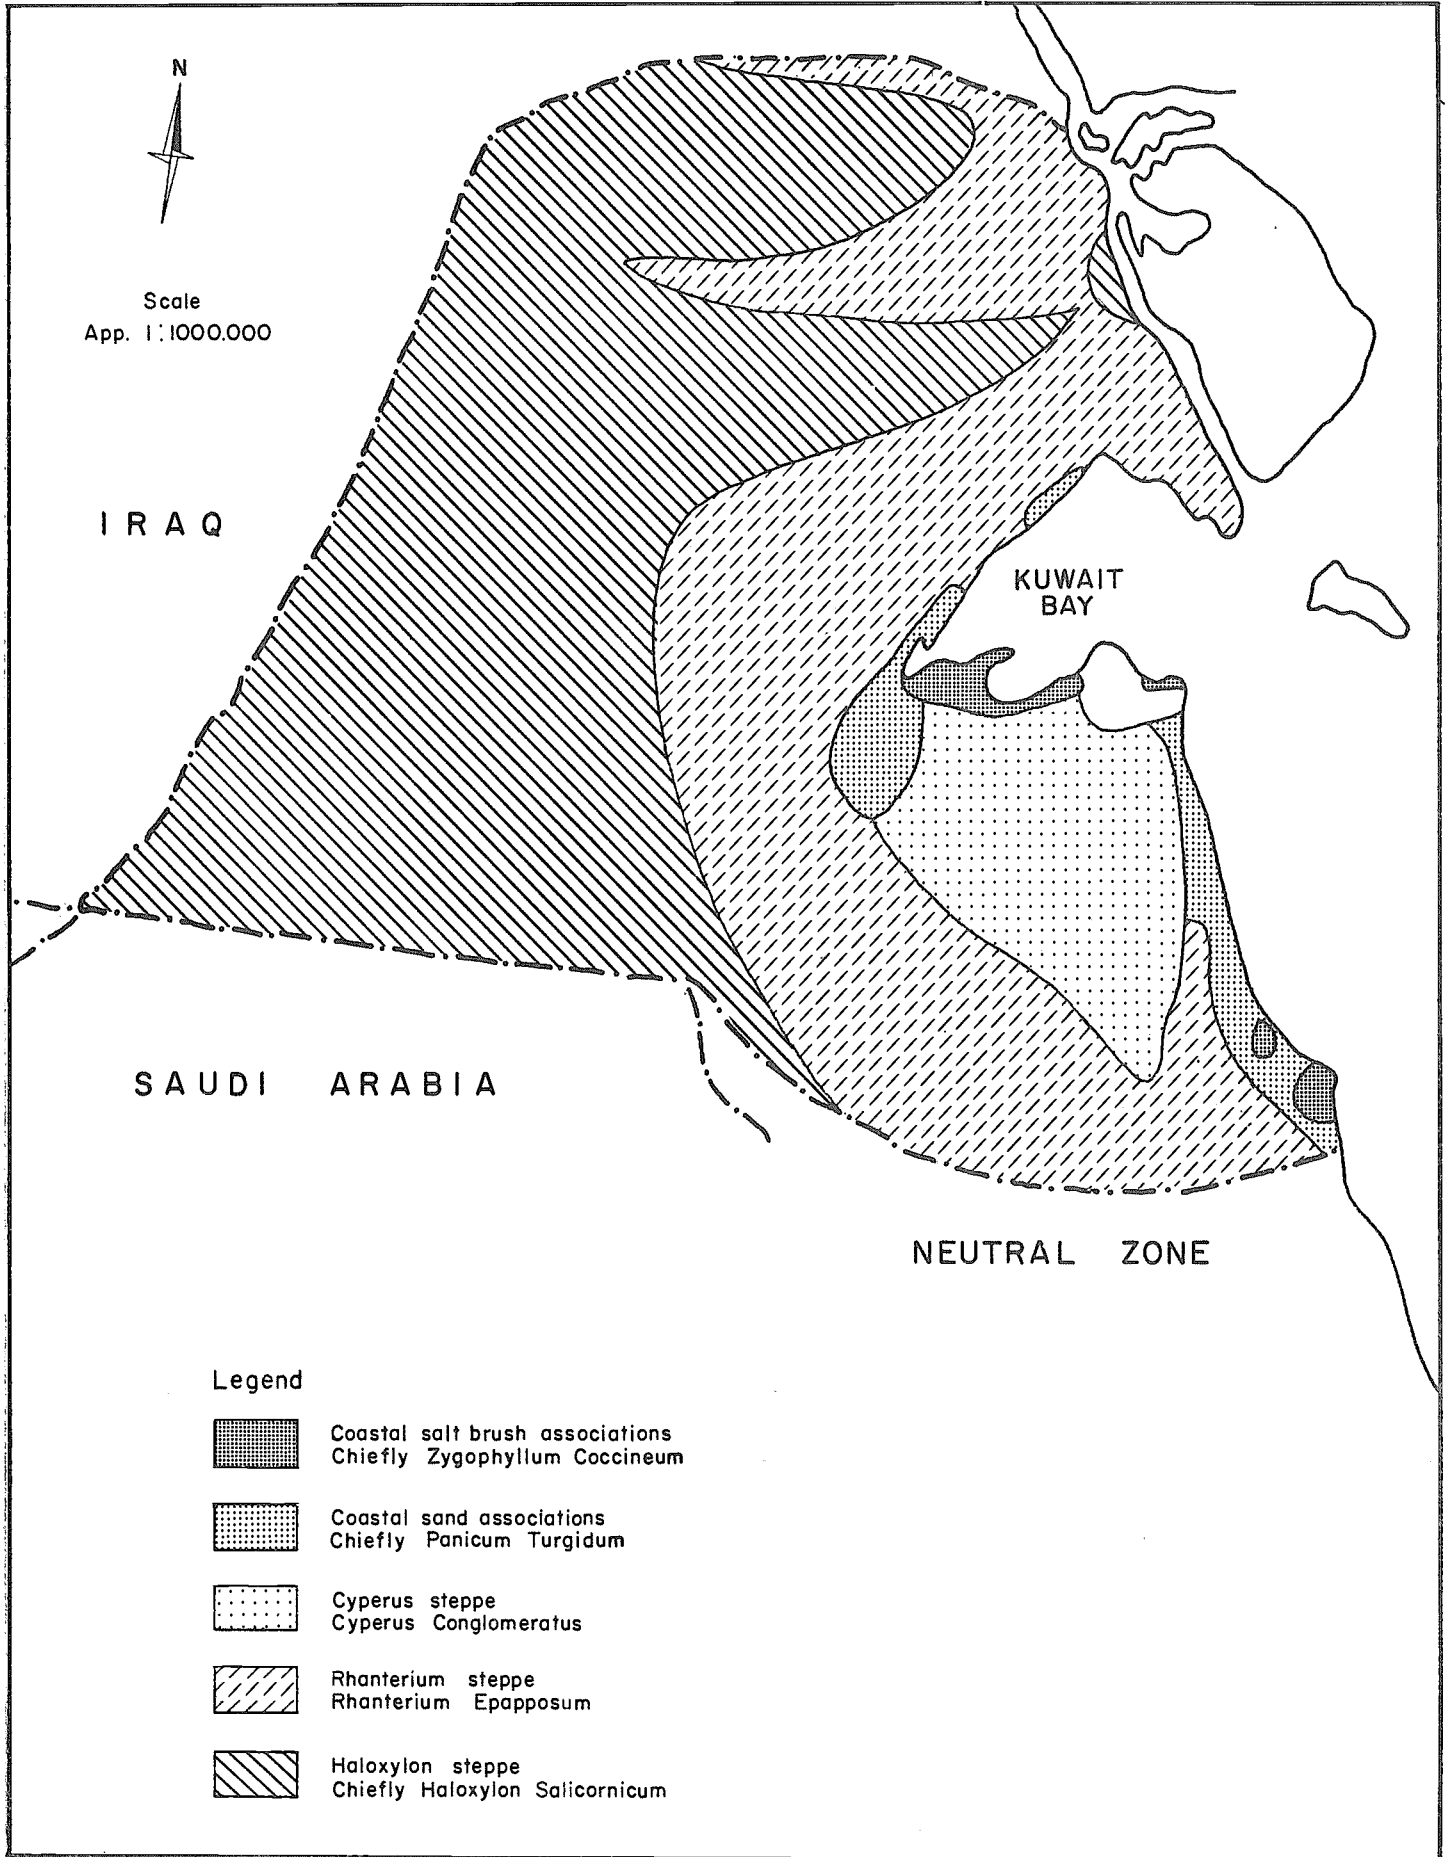 N
Scale
App. 1:1000.000
IRAQ
KUWAIT
BAY
SAUDI ARABIA
NEUTRAL ZONE
Legend
Coastal salt brush associations
Chiefly Zygophyllum Coccineum
Coastal sand associations
Chiefly Panicum Turgidum
Cyperus steppe
Cyperus Conglomeratus
Rhanterium steppe
Rhanterium Epapposum
Haloxylon steppe
Chiefly Haloxylon Salicornicum